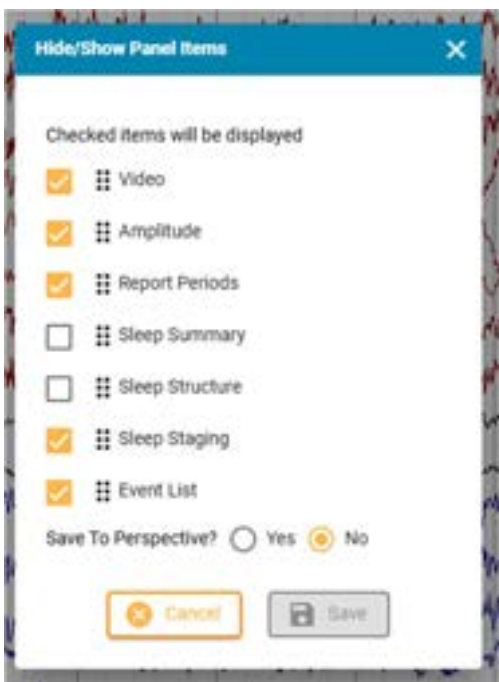 Hide/Show Panel Items
Checked items will be displayed
Video
Amplitude
Report Periods
Sleep Summary
Sleep Structure
Sleep Staging
Event List
Save To Perspective? Yes No
Cancel Save